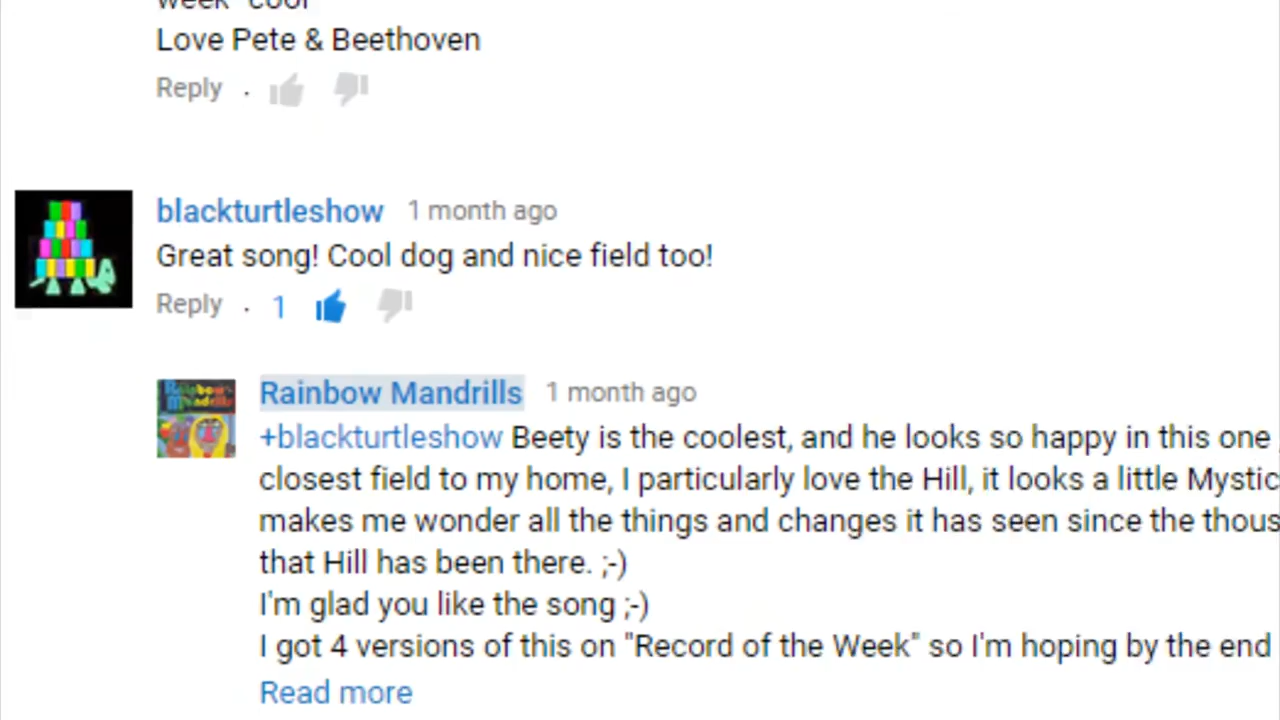 week" cool
Love Pete & Beethoven
Reply .
blackturtleshow 1 month ago
Great song! Cool dog and nice field too!
Reply . 1
Rainbow Mandrills 1 month ago
+blackturtleshow Beety is the coolest, and he looks so happy in this one
closest field to my home, I particularly love the Hill, it looks a little Mystic
makes me wonder all the things and changes it has seen since the thous
that Hill has been there. ;-)
I'm glad you like the song ;-)
I got 4 versions of this on "Record of the Week" so I'm hoping by the end
Read more